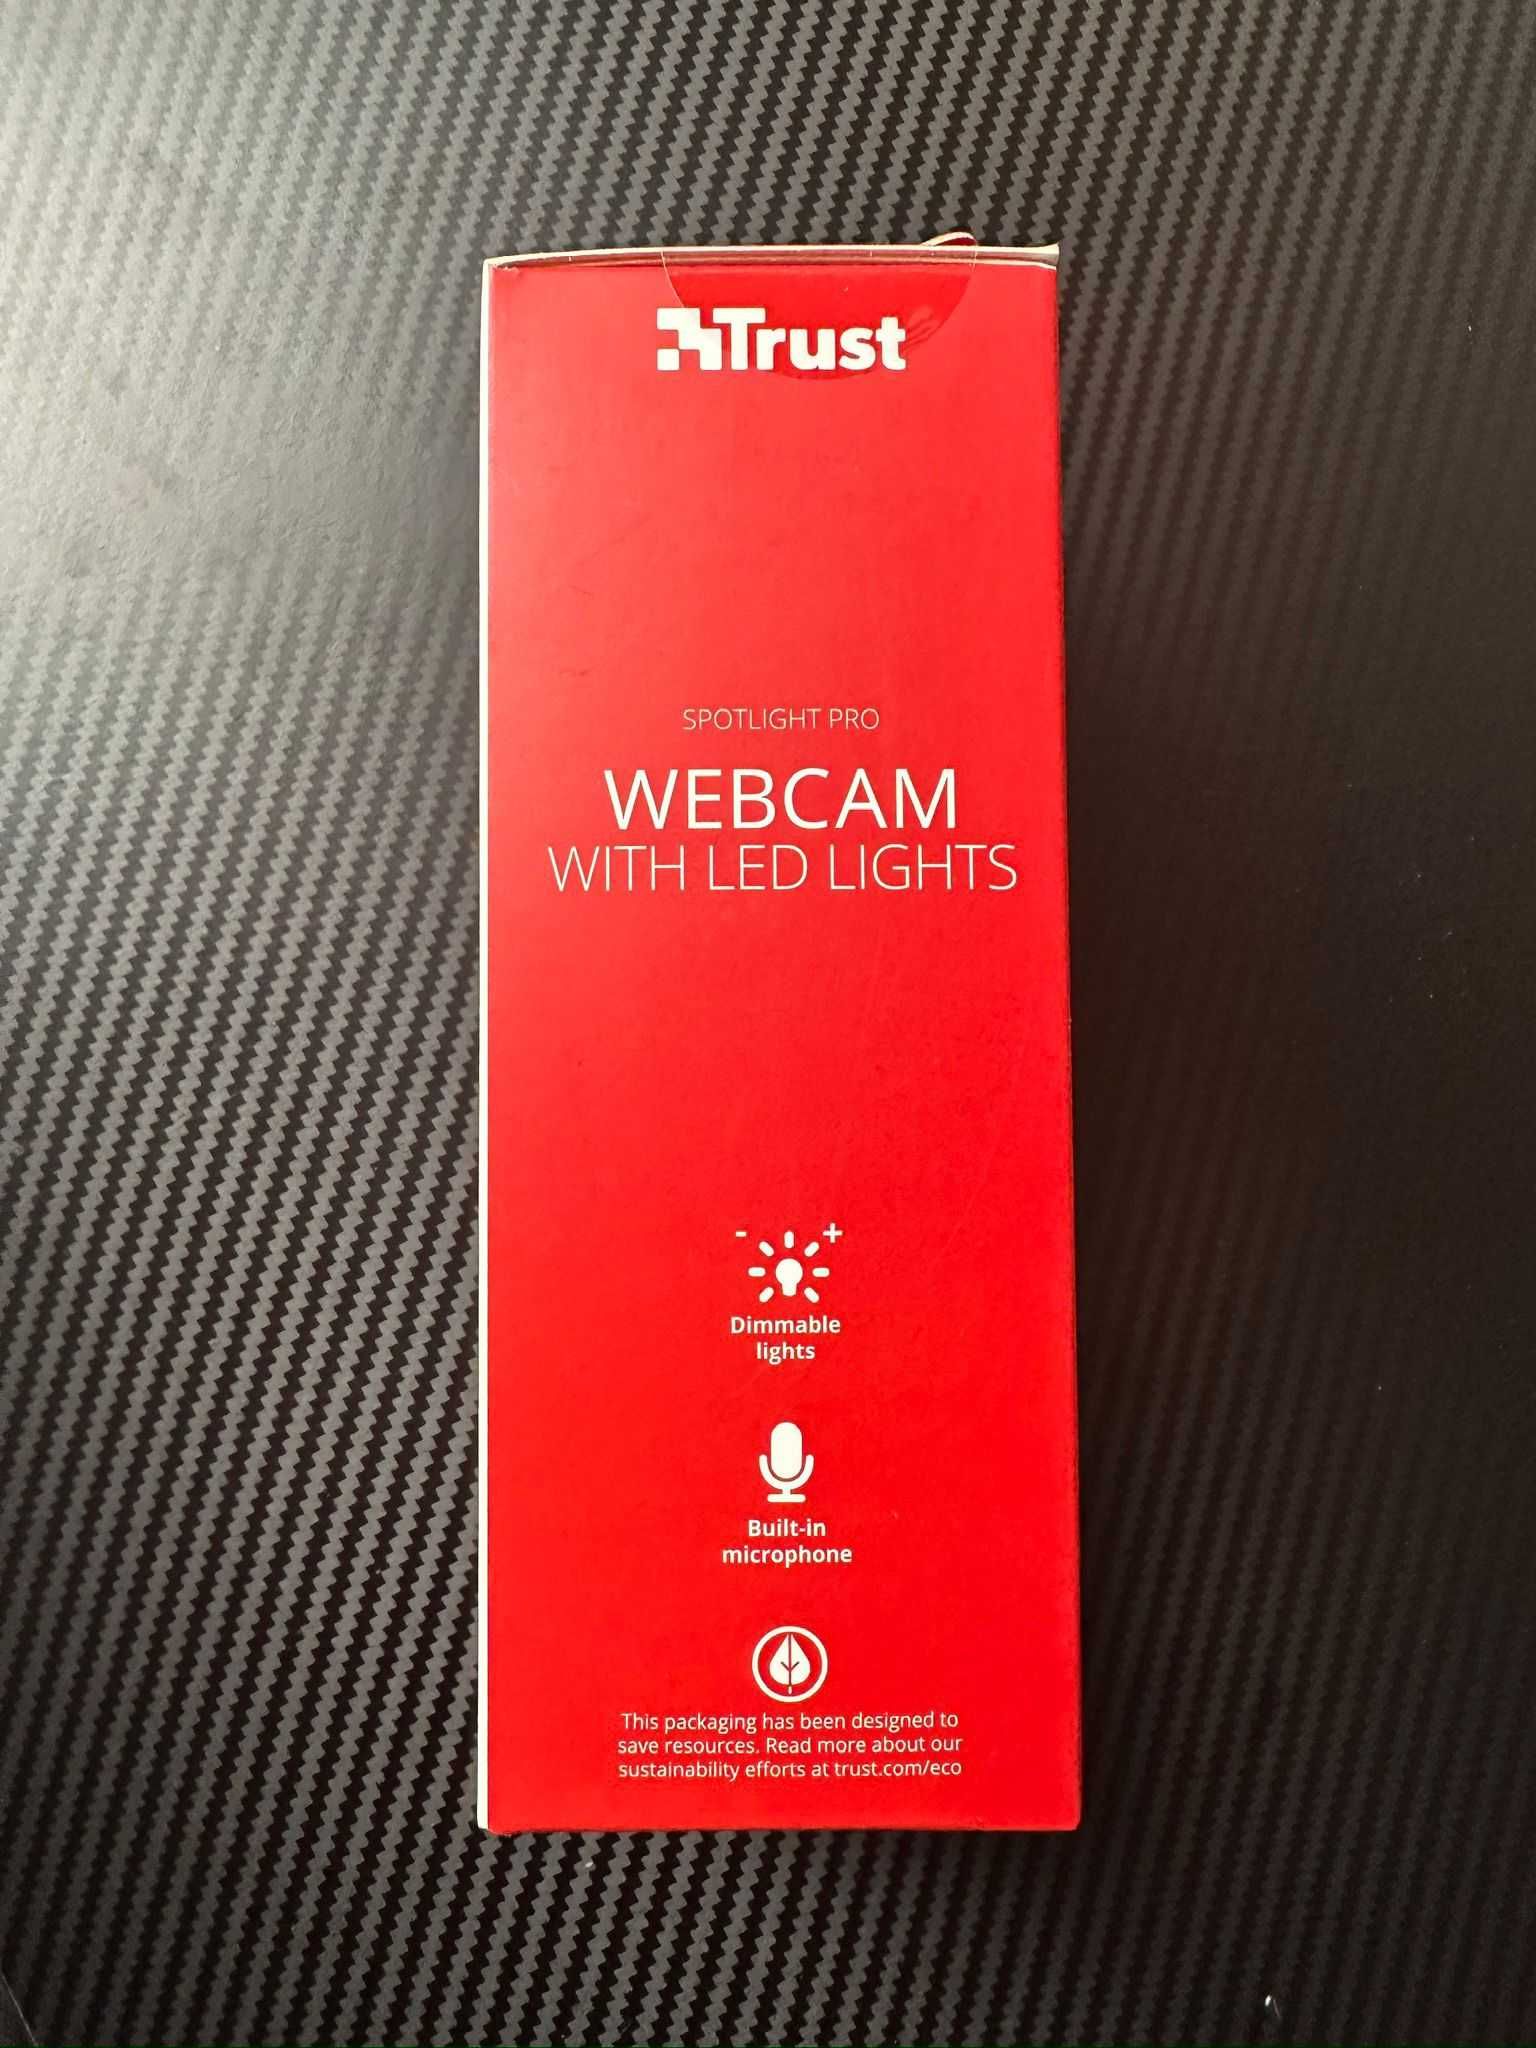 Trust
SPOTLIGHT PRO
WEBCAM
WITH LED LIGHTS
- +
Dimmable
lights
Built-in
microphone
This packaging has been designed to
save resources. Read more about our
sustainability efforts at trust.com/eco